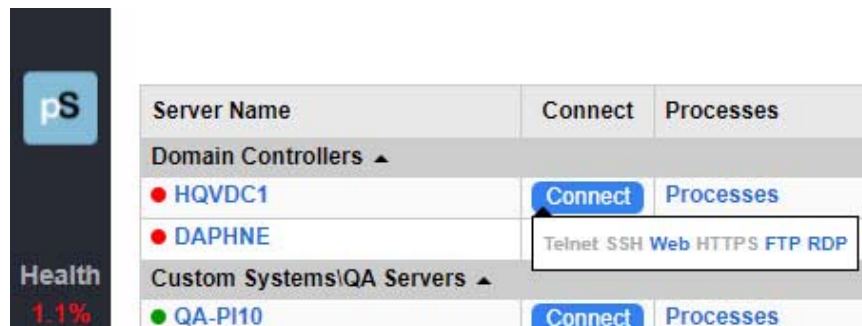 pS
Server Name Connect Processes
Domain Controllers
HQVDC1 Connect Processes
DAPHNE
Telnet SSH Web HTTPS FTP RDP
Health
Custom Systems\QA Servers
1.1%
QA-PI10 Connect Processes